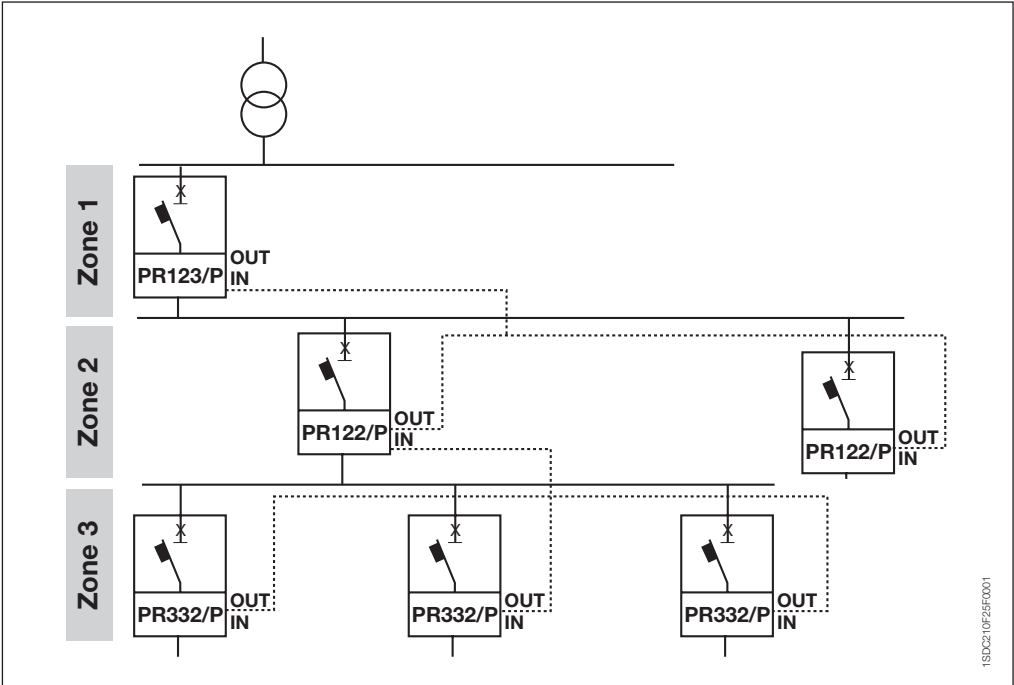 Zone 1
PR123/P
OUT
IN
Zone 2
PR122/P
OUT
IN
PR122/P
OUT
IN
Zone 3
PR332/P
OUT
IN
PR332/P
OUT
IN
PR332/P
OUT
IN
1SDC210F25F0001